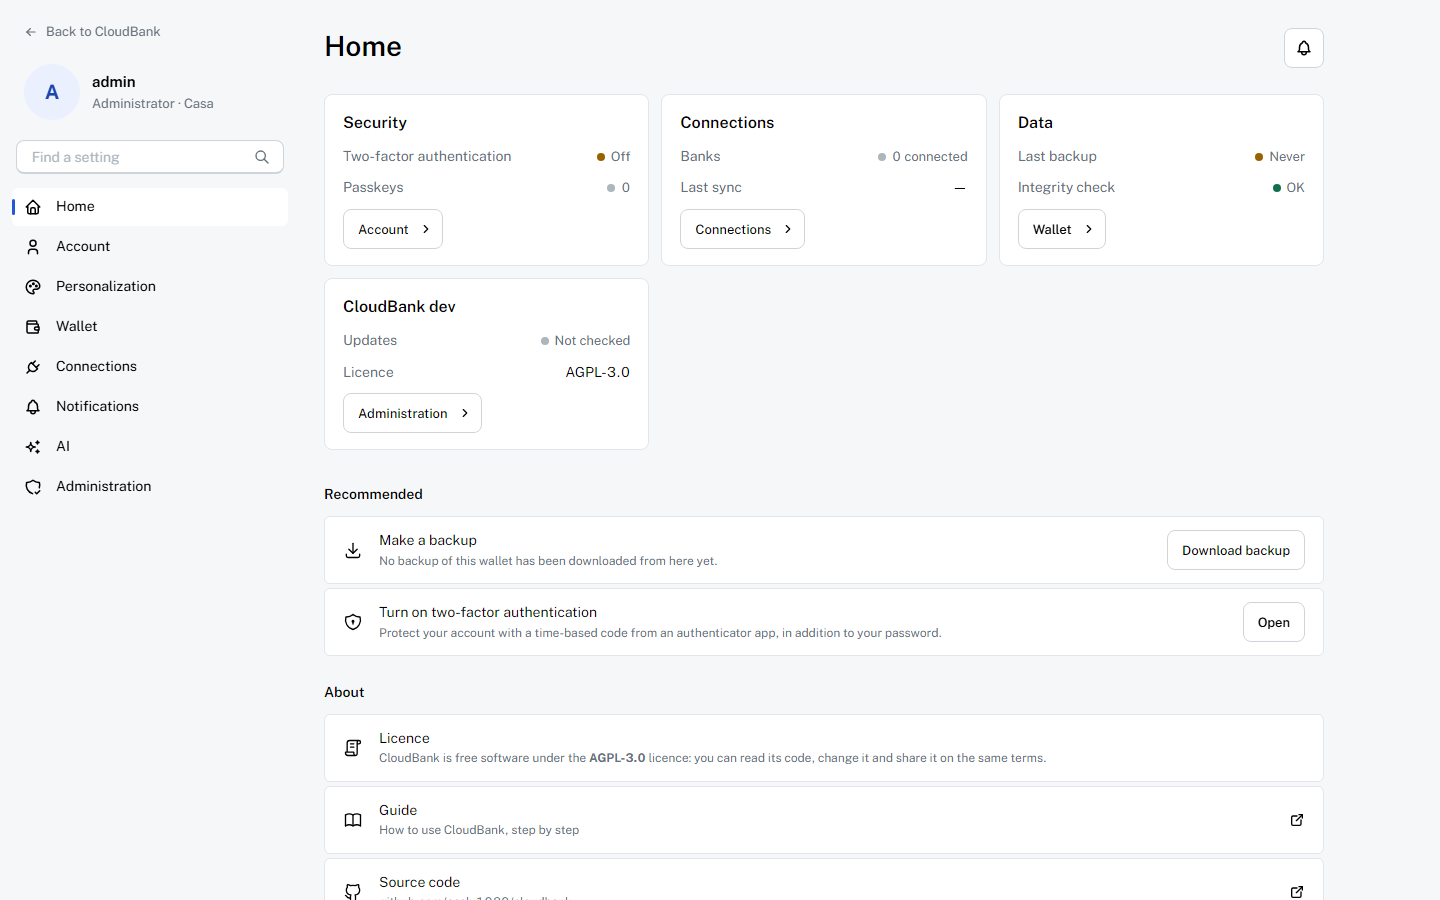 Back to CloudBank
A
admin
Administrator · Casa
Find a setting
Home
Account
Personalization
Wallet
Connections
Notifications
AI
Administration
Home
Security
Two-factor authentication
Off
Passkeys
0
Account
Connections
Banks
0 connected
Last sync
—
Connections
Data
Last backup
Never
Integrity check
OK
Wallet
CloudBank dev
Updates
Not checked
Licence
AGPL-3.0
Administration
Recommended
Make a backup
No backup of this wallet has been downloaded from here yet.
Download backup
Turn on two-factor authentication
Protect your account with a time-based code from an authenticator app, in addition to your password.
Open
About
Licence
CloudBank is free software under the AGPL-3.0 licence: you can read its code, change it and share it on the same terms.
Guide
How to use CloudBank, step by step
Source code